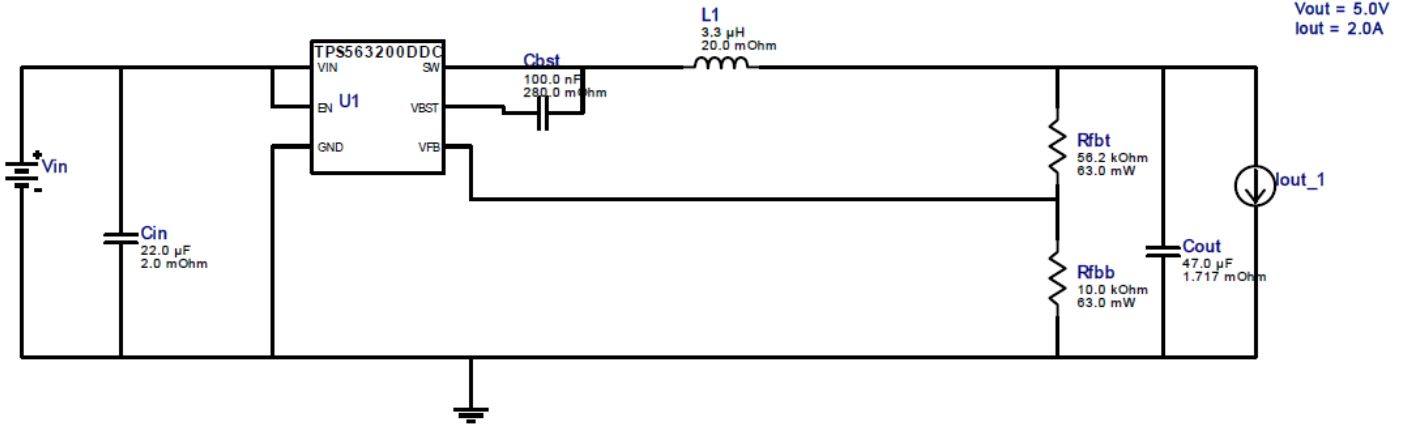 Vout = 5.0V
Iout = 2.0A
L1
3.3 µH
20.0 mOhm
TPS563200DDC
VIN
SW
EN
U1
VBST
GND
VFB
Cbst
100.0 nF
280.0 mOhm
Vin
Cin
22.0 µF
2.0 mOhm
Rfbt
56.2 kOhm
63.0 mW
Iout_1
Rfbb
10.0 kOhm
63.0 mW
Cout
47.0 µF
1.717 mOhm